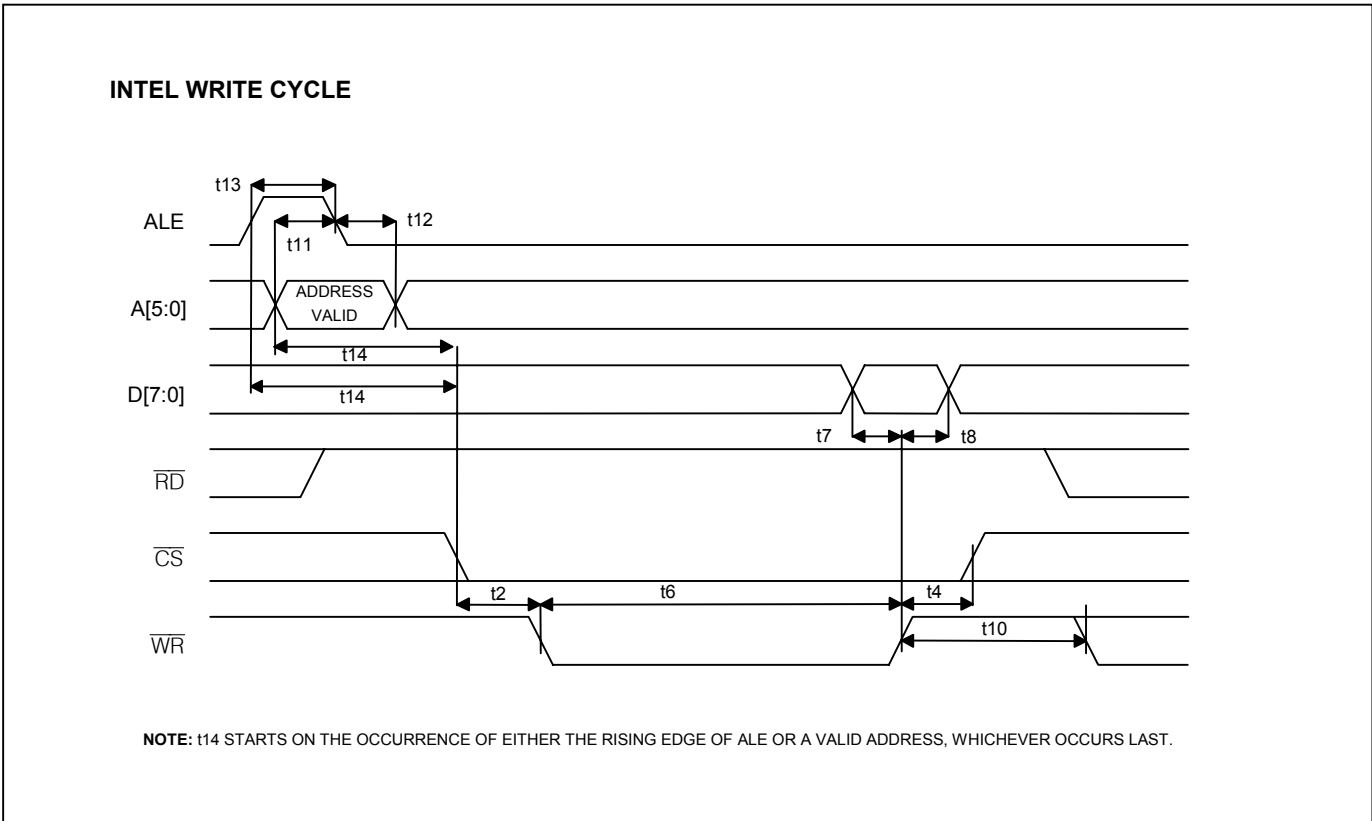 INTEL WRITE CYCLE
t13
ALE
t12
t11
ADDRESS
VALID
A[5:0]
t14
t14
D[7:0]
t7
t8
RD
CS
t2
t6
t4
t10
WR
NOTE: t14 STARTS ON THE OCCURRENCE OF EITHER THE RISING EDGE OF ALE OR A VALID ADDRESS, WHICHEVER OCCURS LAST.